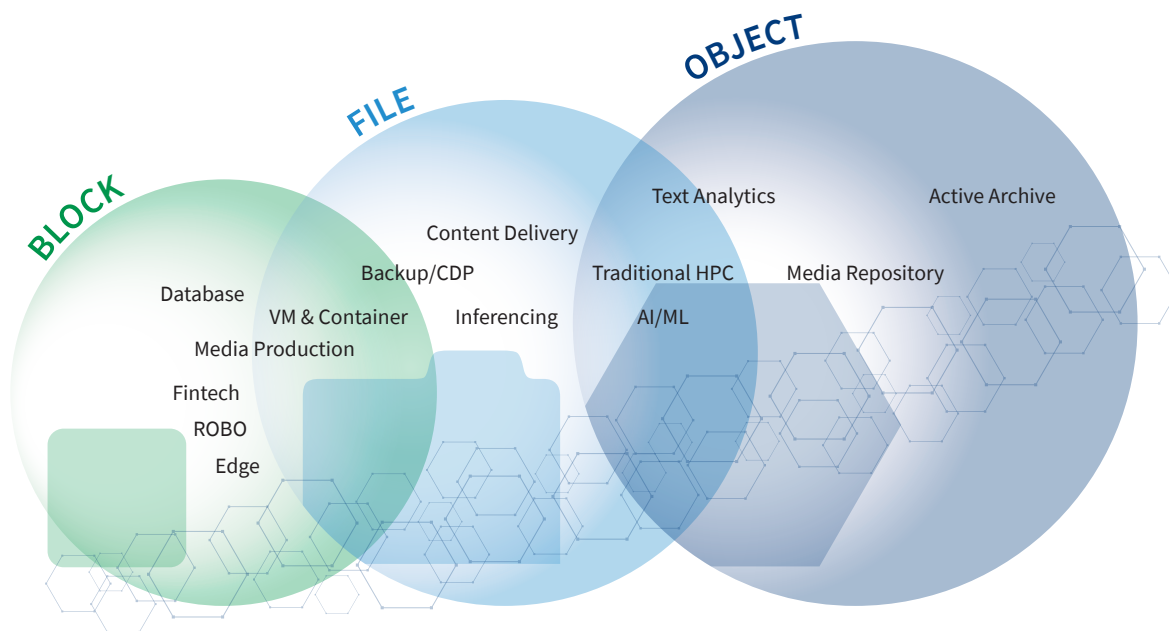 BLOCK
FILE
OBJECT
Database
VM & Container
Media Production
Fintech
ROBO
Edge
Content Delivery
Backup/CDP
Inferencing
Text Analytics
Traditional HPC
AI/ML
Active Archive
Media Repository